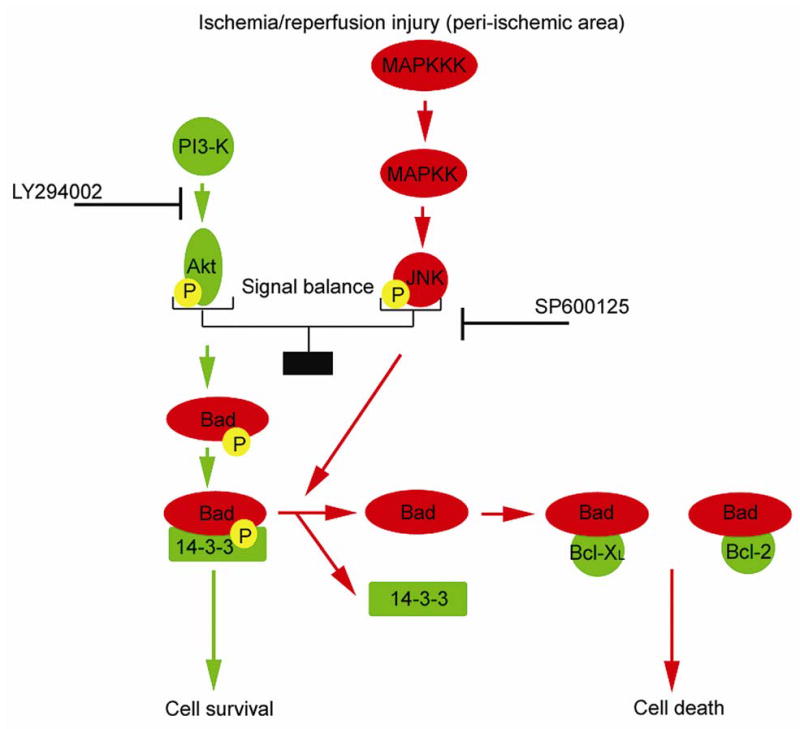 Ischemia/reperfusion injury (peri-ischemic area)
MAPKKK
PI3-K
MAPKK
LY294002
Akt
P
Signal balance
JNK
P
SP600125
Bad
P
Bad
P
14-3-3
Bad
Bad
Bcl-XL
Bad
Bcl-2
14-3-3
Cell survival
Cell death